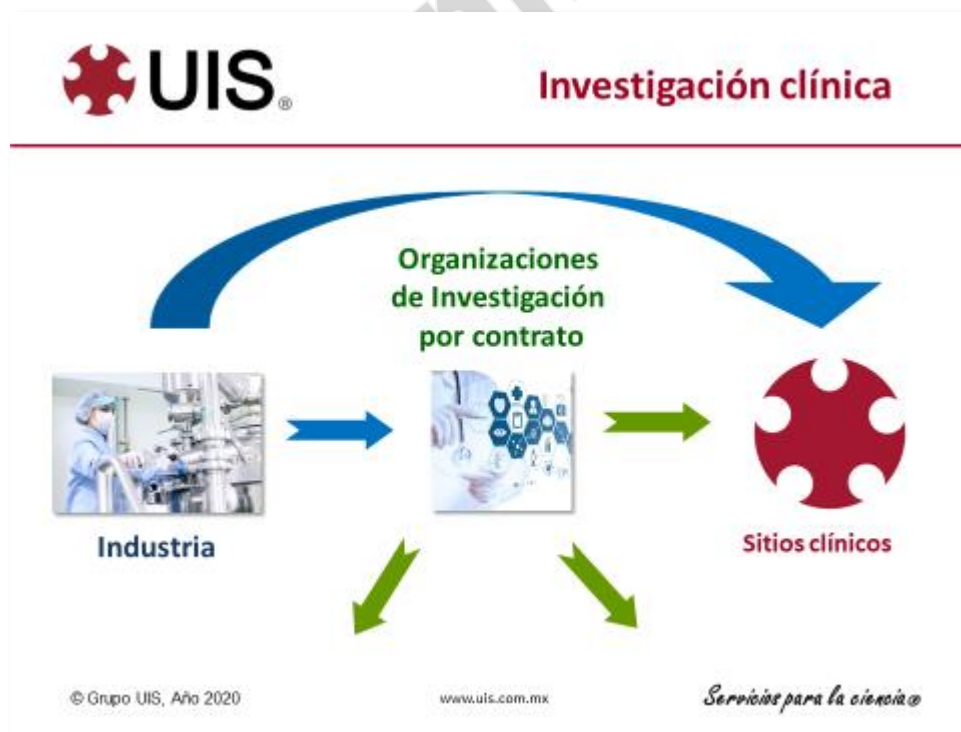 UIS®
Investigación clínica
Organizaciones
de Investigación
por contrato
Industria
Sitios clínicos
© Grupo UIS, Año 2020
www.uis.com.mx
Servicios para la ciencia®